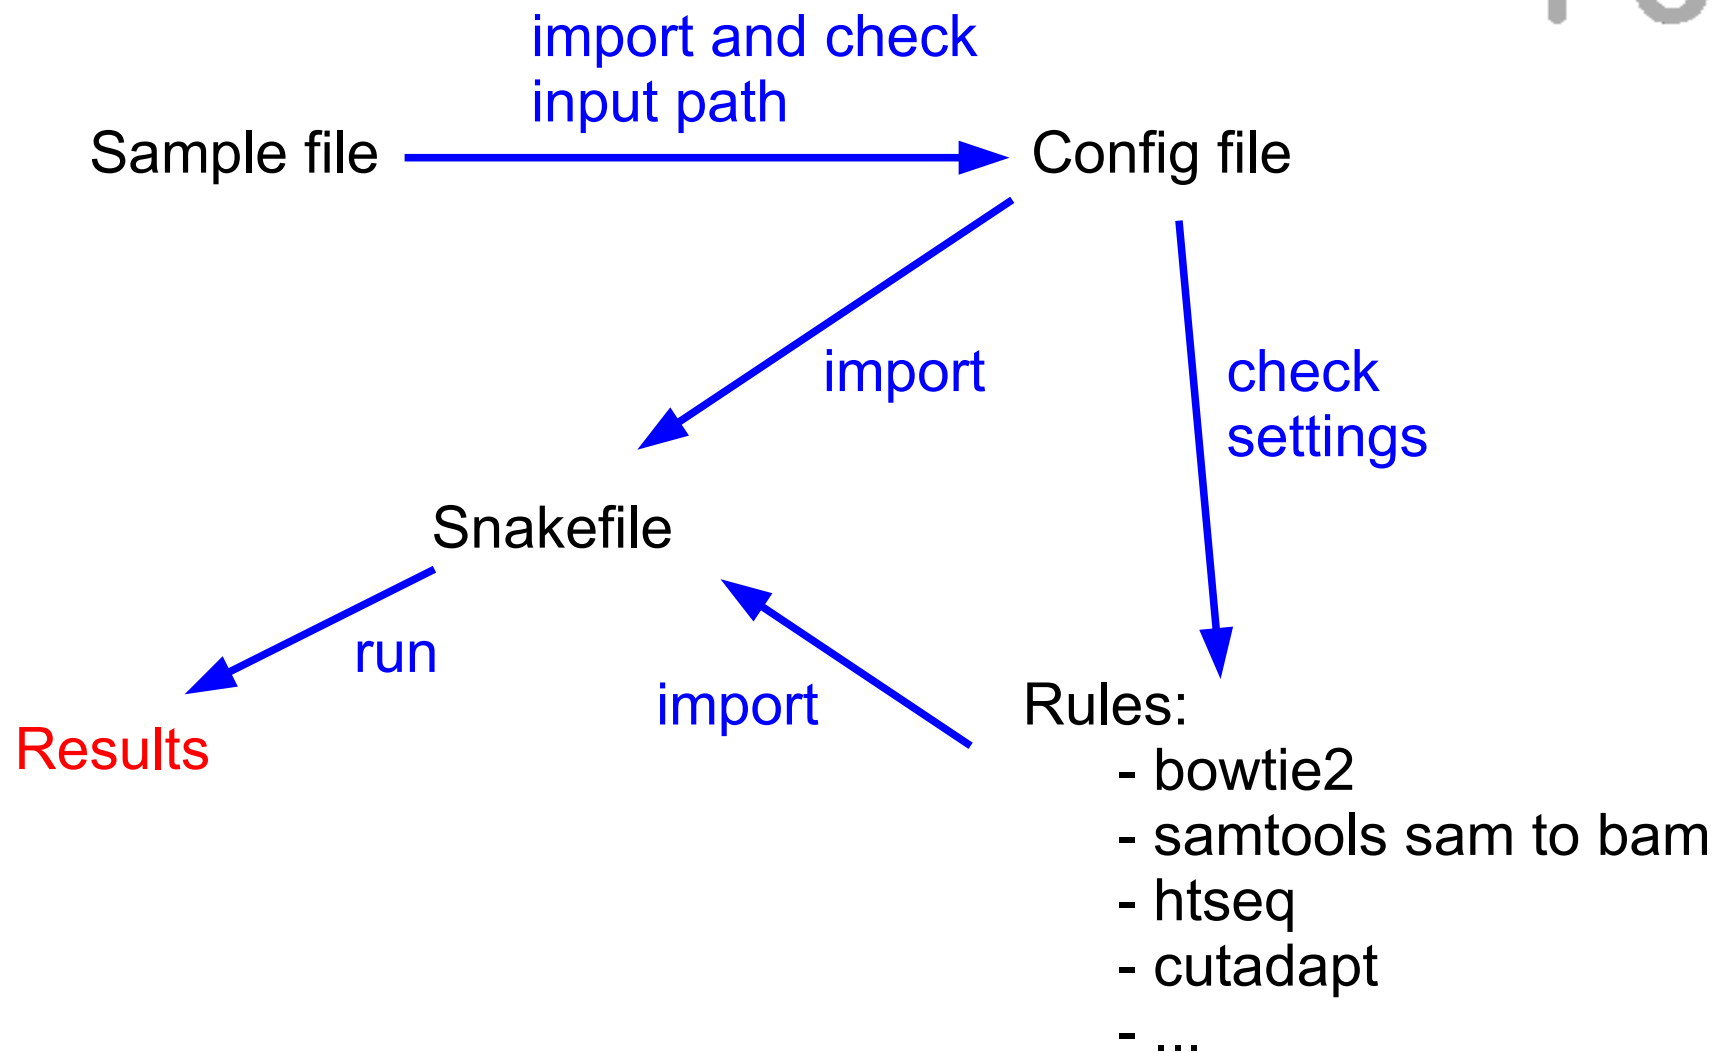 import and check
input path
Sample file
Config file
import
check
settings
Snakefile
run
import
Rules:
Results
- bowtie2
- samtools sam to bam
- htseq
- cutadapt
- ...